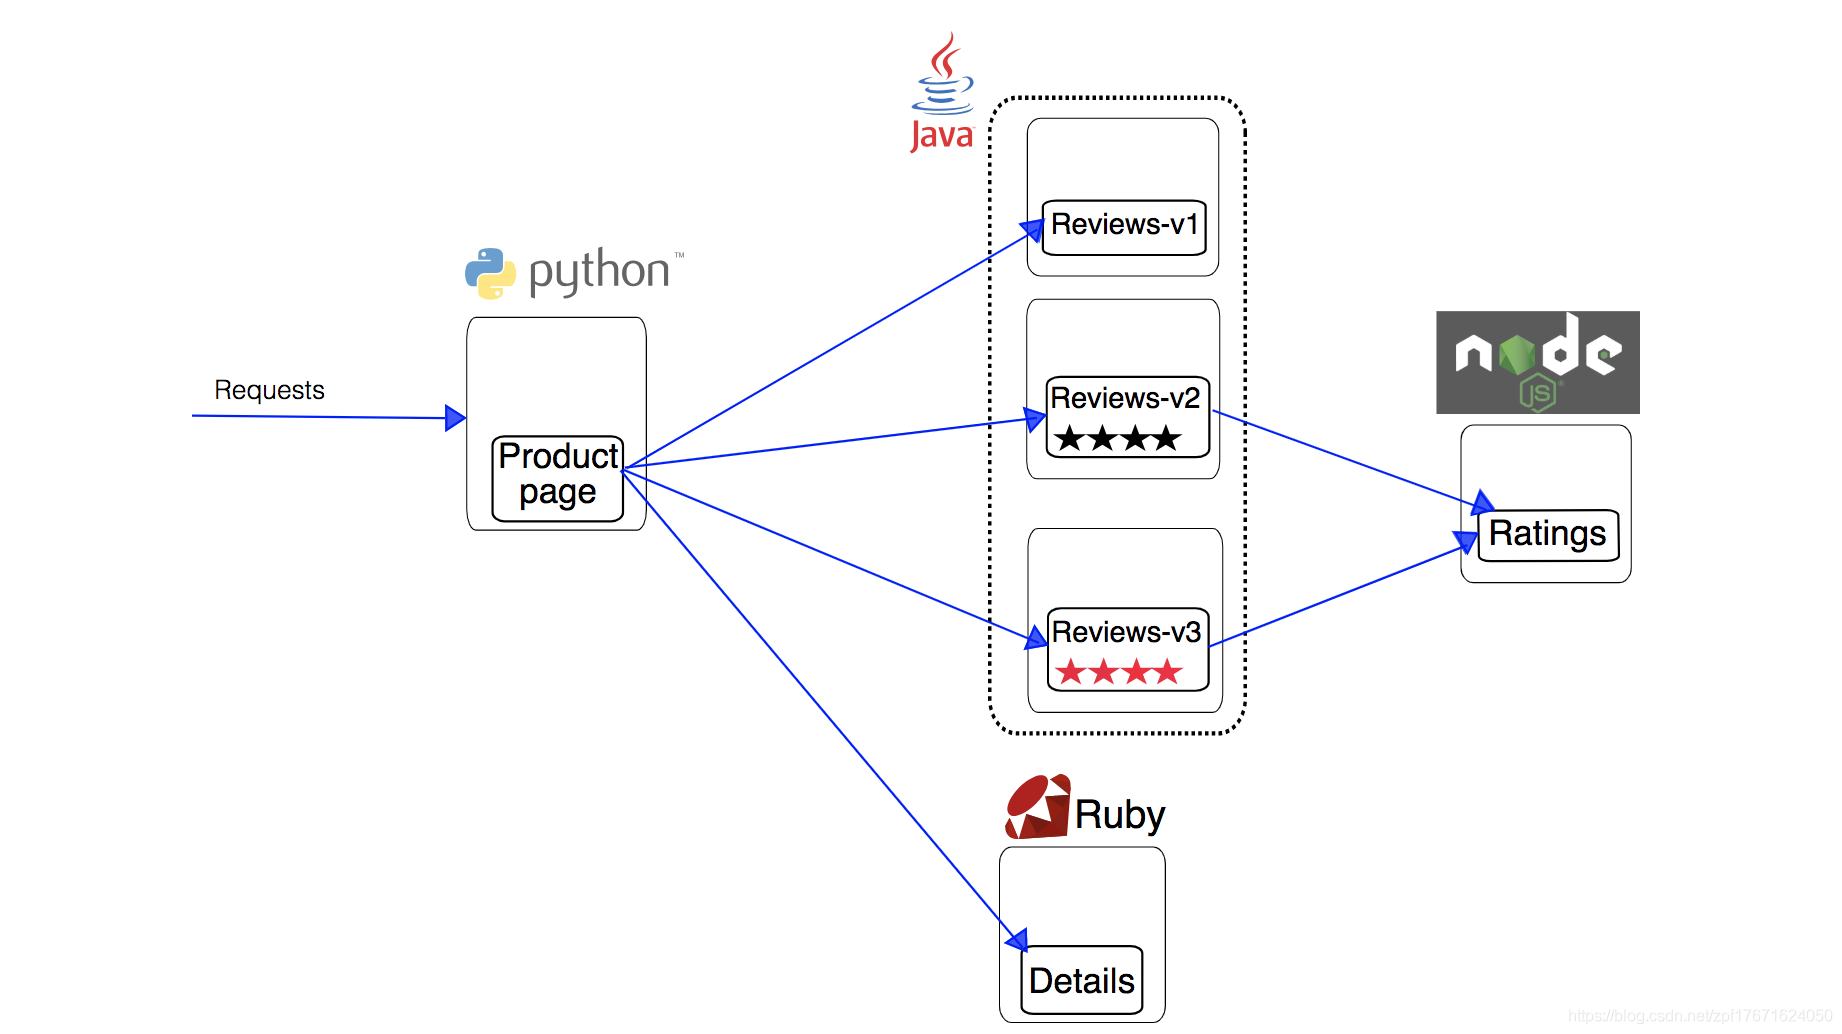 Java
Reviews-v1
python™
Requests
Product
page
Reviews-v2
Reviews-v3
node
JS
Ratings
Ruby
Details
https://blog.csdn.net/zpf17671624050